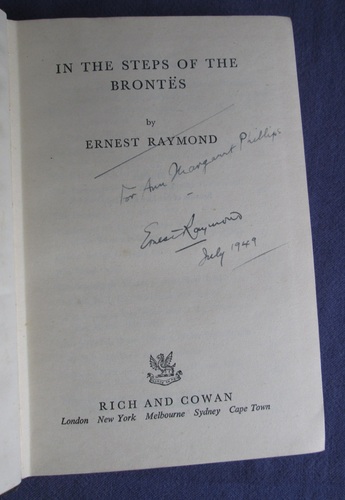 IN THE STEPS OF THE
BRONTËS
by
ERNEST RAYMOND
For Ann Margaret Phillips
Ernest Raymond
July 1949
RICH AND COWAN
London New York Melbourne Sydney Cape Town